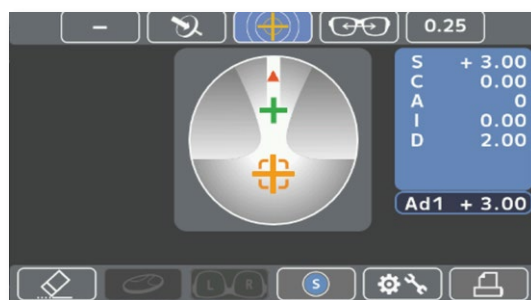 –
0.25
S + 3.00
C 0.00
A 0
I 0.00
D 2.00
Ad1 + 3.00
L R
S